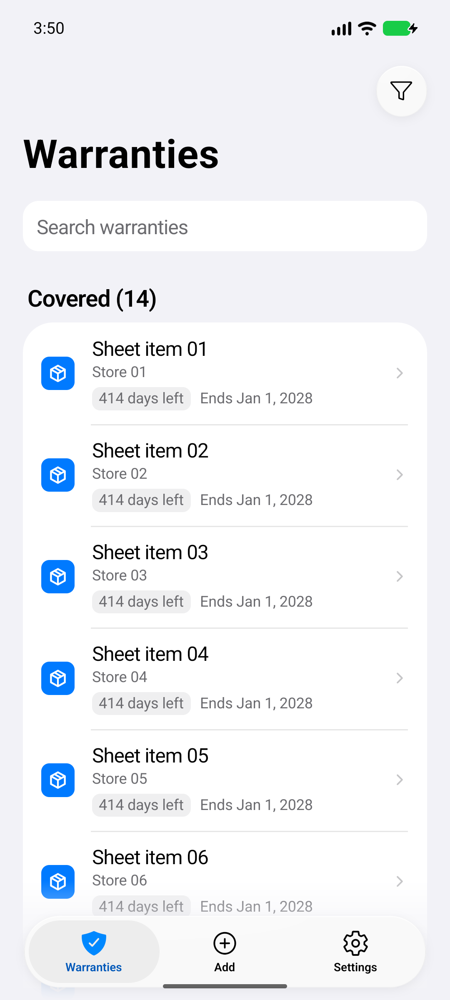 3:50
Warranties
Search warranties
Covered (14)
Sheet item 01
Store 01
414 days left Ends Jan 1, 2028
Sheet item 02
Store 02
414 days left Ends Jan 1, 2028
Sheet item 03
Store 03
414 days left Ends Jan 1, 2028
Sheet item 04
Store 04
414 days left Ends Jan 1, 2028
Sheet item 05
Store 05
414 days left Ends Jan 1, 2028
Sheet item 06
Store 06
414 days left Ends Jan 1, 2028
Warranties Add Settings